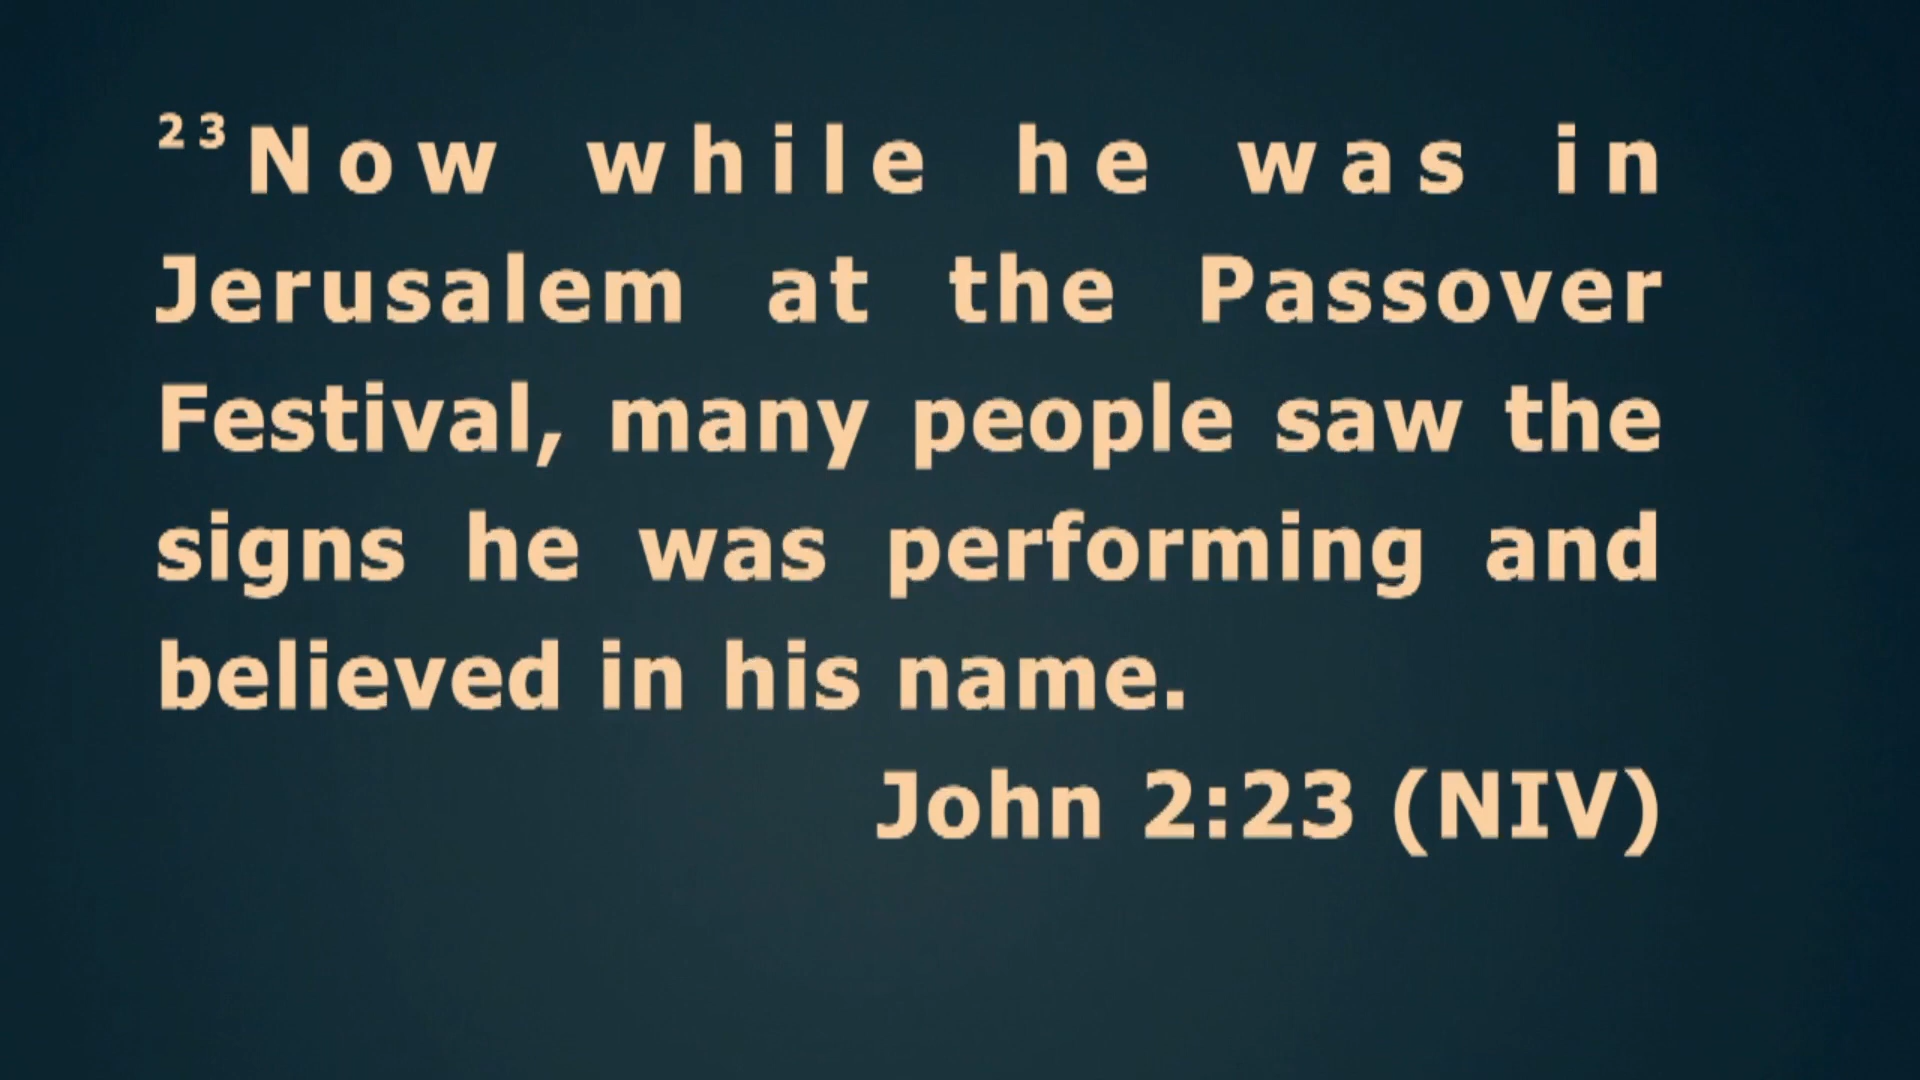 ²³Now while he was in
Jerusalem at the Passover
Festival, many people saw the
signs he was performing and
believed in his name.
John 2:23 (NIV)